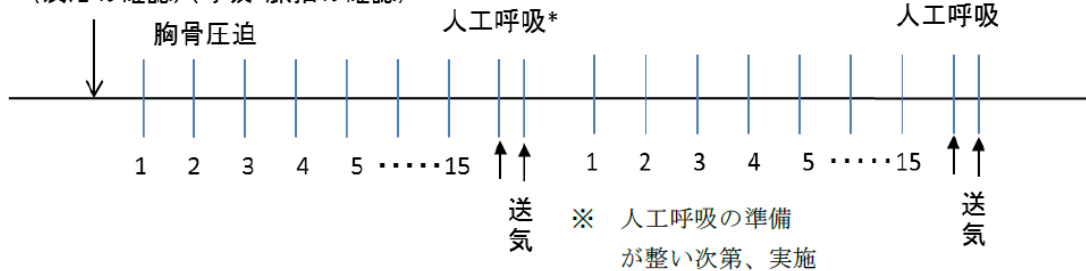 胸骨圧迫
人工呼吸*
人工呼吸
1 2 3 4 5 ・・・・・ 15
1 2 3 4 5 ・・・・・ 15
送気
送気
※ 人工呼吸の準備
が整い次第、実施